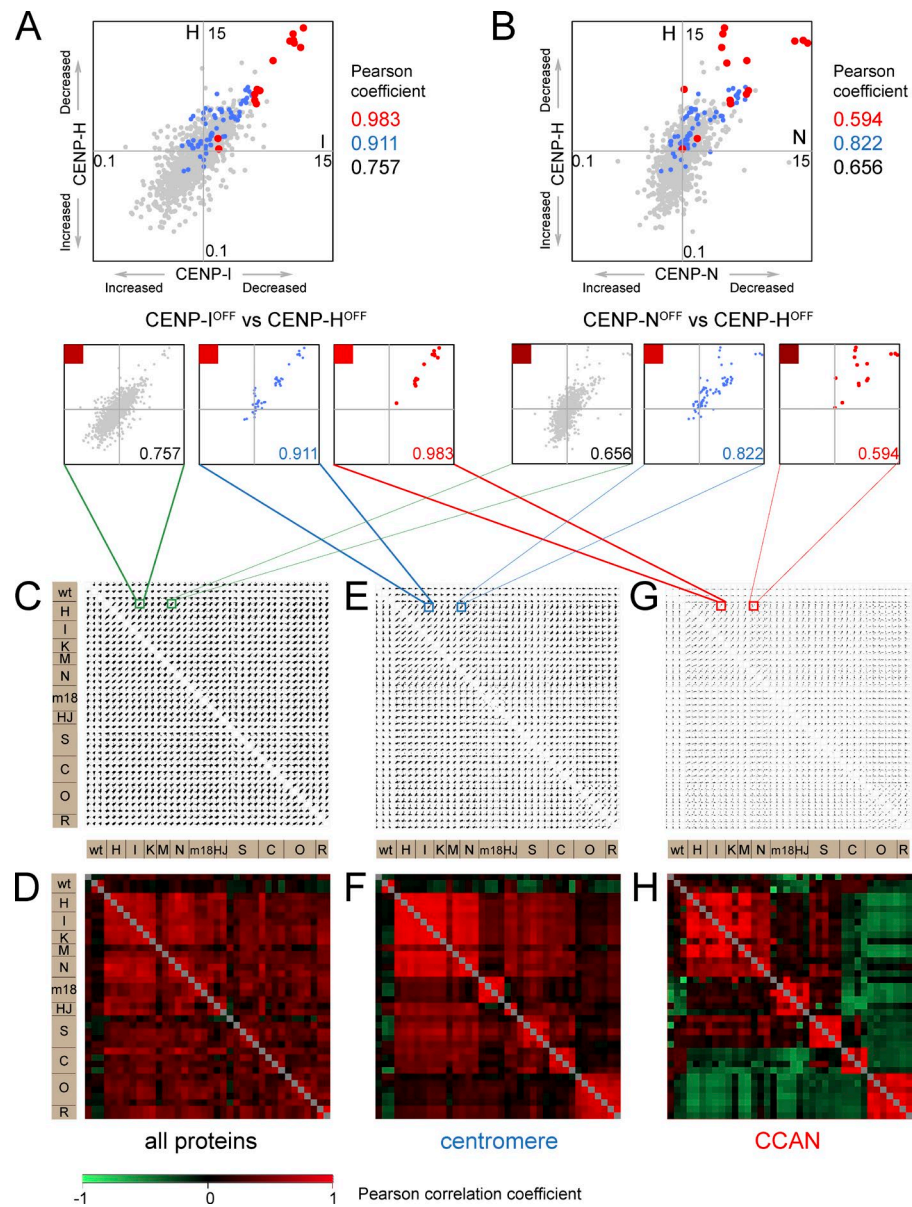 A
H 15
I
0.1
15
0.1
CENP-H
Decreased
Increased
CENP-I
Increased
Decreased
Pearson
coefficient
0.983
0.911
0.757
B
H 15
N
0.1
15
0.1
CENP-H
Decreased
Increased
CENP-N
Increased
Decreased
Pearson
coefficient
0.594
0.822
0.656
CENP-I^OFF vs CENP-H^OFF
CENP-N^OFF vs CENP-H^OFF
0.757
0.911
0.983
0.656
0.822
0.594
C
E
G
wt
H
I
K
M
N
m18
HJ
S
C
O
R
wt H I K M N m18 HJ S C O R
wt H I K M N m18 HJ S C O R
wt H I K M N m18 HJ S C O R
D
F
H
wt
H
I
K
M
N
m18
HJ
S
C
O
R
all proteins
centromere
CCAN
-1
0
1
Pearson correlation coefficient